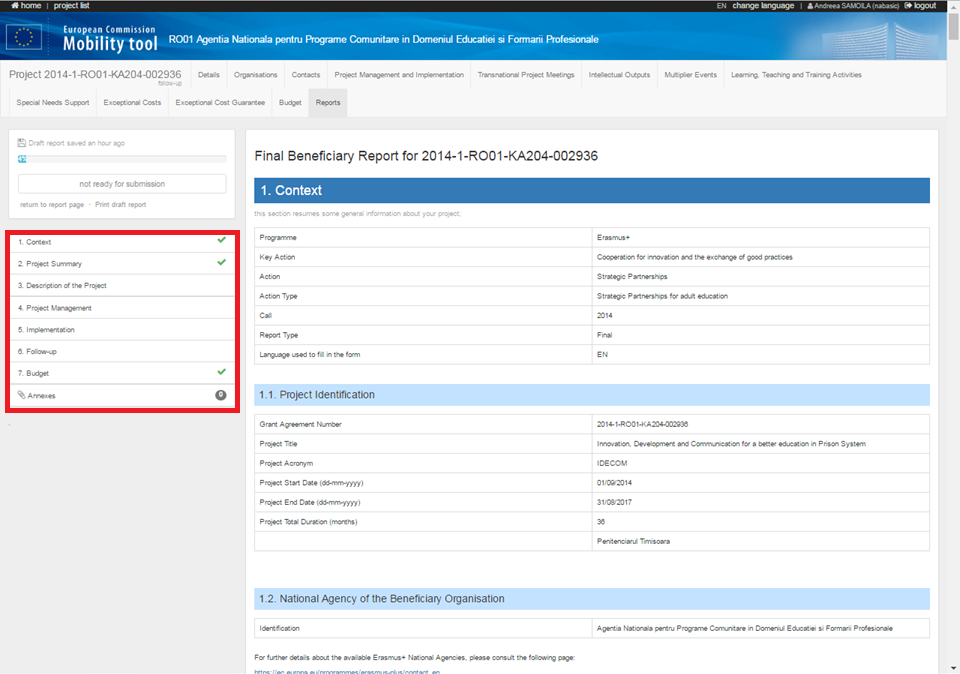 home | project list
EN change language | Andreea SAMOILA (nabasic) logout
European Commission
Mobility tool
RO01 Agentia Nationala pentru Programe Comunitare in Domeniul Educatiei si Formarii Profesionale
Project 2014-1-RO01-KA204-002936
follow-up
Details Organisations Contacts Project Management and Implementation Transnational Project Meetings Intellectual Outputs Multiplier Events Learning, Teaching and Training Activities
Special Needs Support Exceptional Costs Exceptional Cost Guarantee Budget Reports
Draft report saved an hour ago
not ready for submission
return to report page - Print draft report
1. Context
2. Project Summary
3. Description of the Project
4. Project Management
5. Implementation
6. Follow-up
7. Budget
Annexes 0
Final Beneficiary Report for 2014-1-RO01-KA204-002936
1. Context
this section resumes some general information about your project;
Programme Erasmus+
Key Action Cooperation for innovation and the exchange of good practices
Action Strategic Partnerships
Action Type Strategic Partnerships for adult education
Call 2014
Report Type Final
Language used to fill in the form EN
1.1. Project Identification
Grant Agreement Number 2014-1-RO01-KA204-002936
Project Title Innovation, Development and Communication for a better education in Prison System
Project Acronym IDECOM
Project Start Date (dd-mm-yyyy) 01/09/2014
Project End Date (dd-mm-yyyy) 31/08/2017
Project Total Duration (months) 36
Penitenciarul Timisoara
1.2. National Agency of the Beneficiary Organisation
Identification Agentia Nationala pentru Programe Comunitare in Domeniul Educatiei si Formarii Profesionale
For further details about the available Erasmus+ National Agencies, please consult the following page:
https://ec.europa.eu/programmes/erasmus-plus/contact_en